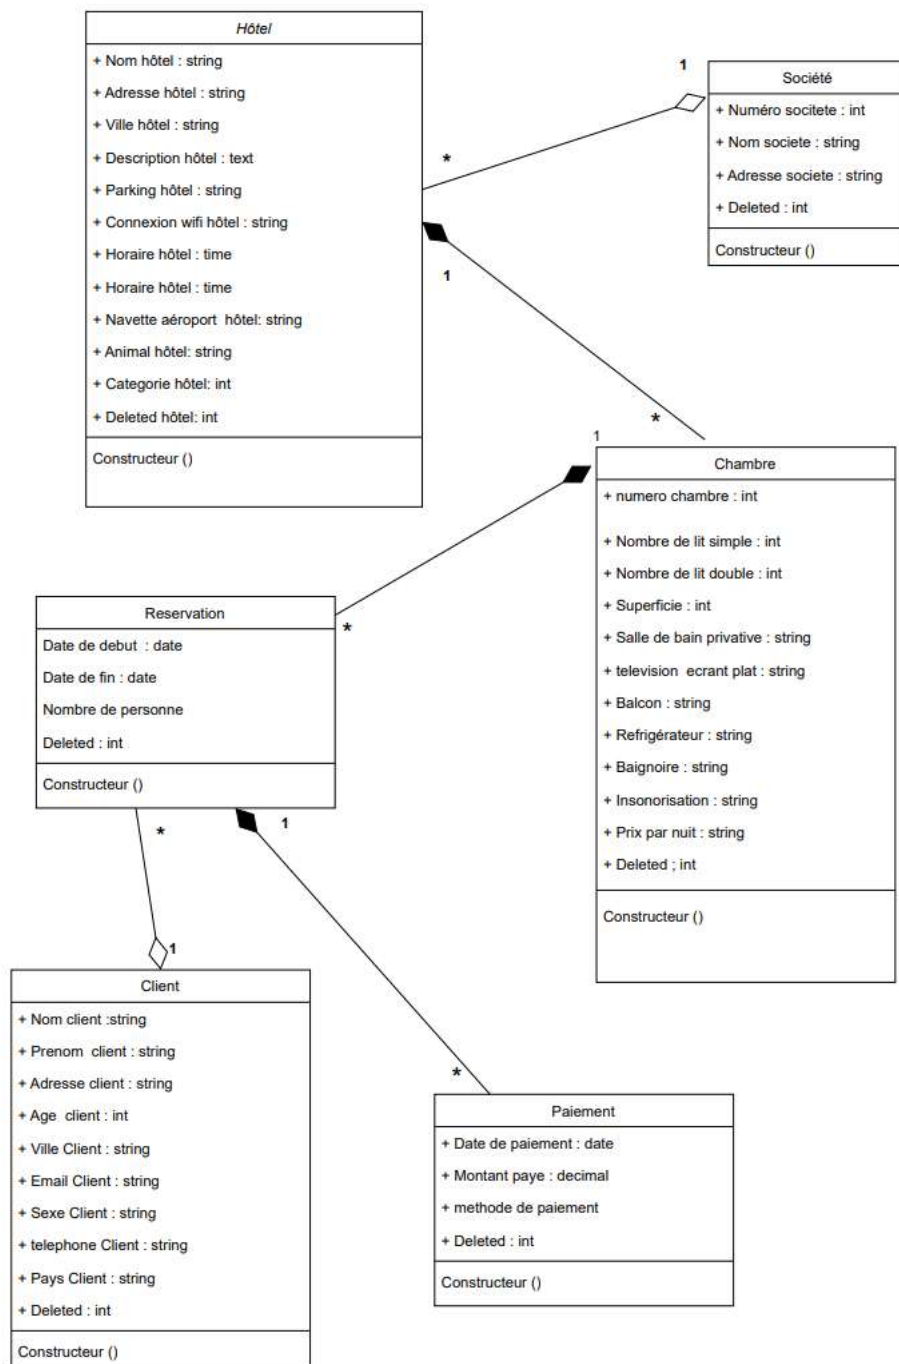 Hôtel
+ Nom hôtel : string
+ Adresse hôtel : string
+ Ville hôtel : string
+ Description hôtel : text
+ Parking hôtel : string
+ Connexion wifi hôtel : string
+ Horaire hôtel : time
+ Horaire hôtel : time
+ Navette aéroport hôtel: string
+ Animal hôtel: string
+ Categorie hôtel: int
+ Deleted hôtel: int
Constructeur ()
1
*
Société
+ Numéro socitete : int
+ Nom societe : string
+ Adresse societe : string
+ Deleted : int
Constructeur ()
1
*
1
Chambre
+ numero chambre : int
+ Nombre de lit simple : int
+ Nombre de lit double : int
+ Superficie : int
+ Salle de bain privative : string
+ television ecrant plat : string
+ Balcon : string
+ Refrigérateur : string
+ Baignoire : string
+ Insonorisation : string
+ Prix par nuit : string
+ Deleted ; int
Constructeur ()
*
Reservation
Date de debut : date
Date de fin : date
Nombre de personne
Deleted : int
Constructeur ()
*
1
1
*
Client
+ Nom client :string
+ Prenom client : string
+ Adresse client : string
+ Age client : int
+ Ville Client : string
+ Email Client : string
+ Sexe Client : string
+ telephone Client : string
+ Pays Client : string
+ Deleted : int
Constructeur ()
Paiement
+ Date de paiement : date
+ Montant paye : decimal
+ methode de paiement
+ Deleted : int
Constructeur ()